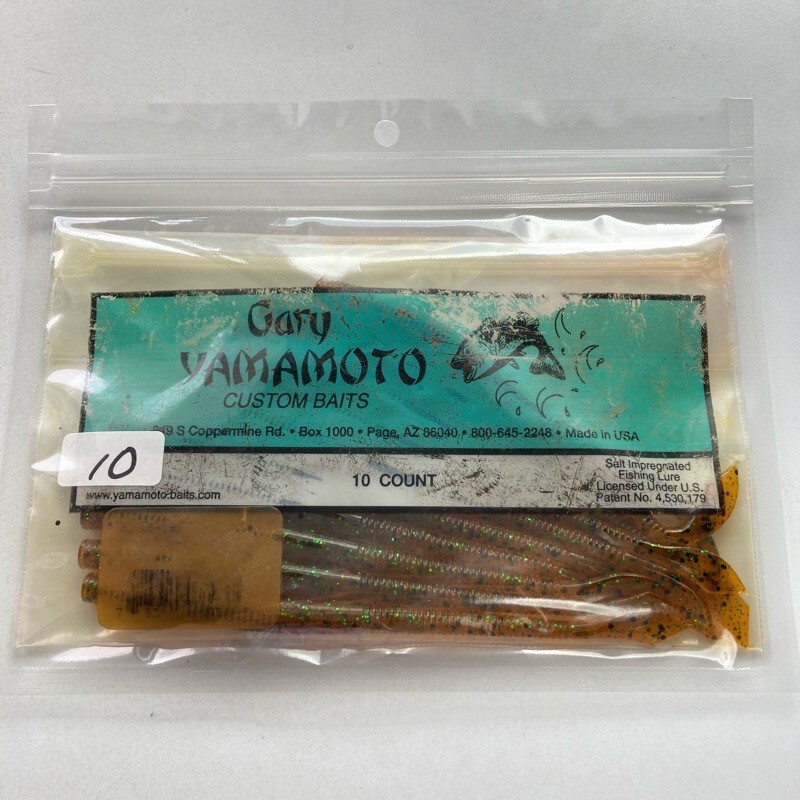 Gary
YAMAMOTO
CUSTOM BAITS
849 S Coppermine Rd. • Box 1000 • Page, AZ 86040 • 800-645-2248 • Made in USA
10
10 COUNT
Salt Impregnated
Fishing Lure
Licensed Under U.S.
Patent No. 4,530,179
www.yamamoto-baits.com